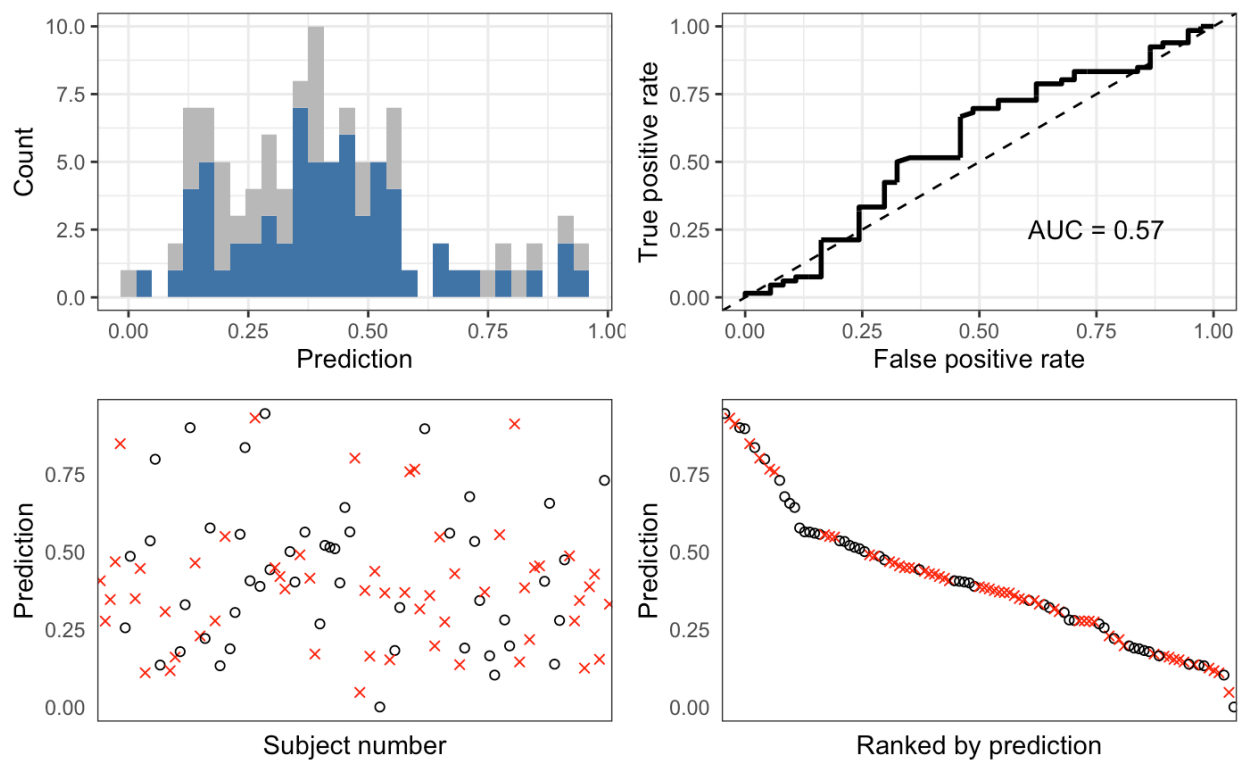 10.0
7.5
5.0
2.5
0.0
Count
0.00 0.25 0.50 0.75 1.00
Prediction
1.00
0.75
0.50
0.25
0.00
True positive rate
AUC = 0.57
0.00 0.25 0.50 0.75 1.00
False positive rate
0.75
0.50
0.25
0.00
Prediction
Subject number
0.75
0.50
0.25
0.00
Prediction
Ranked by prediction